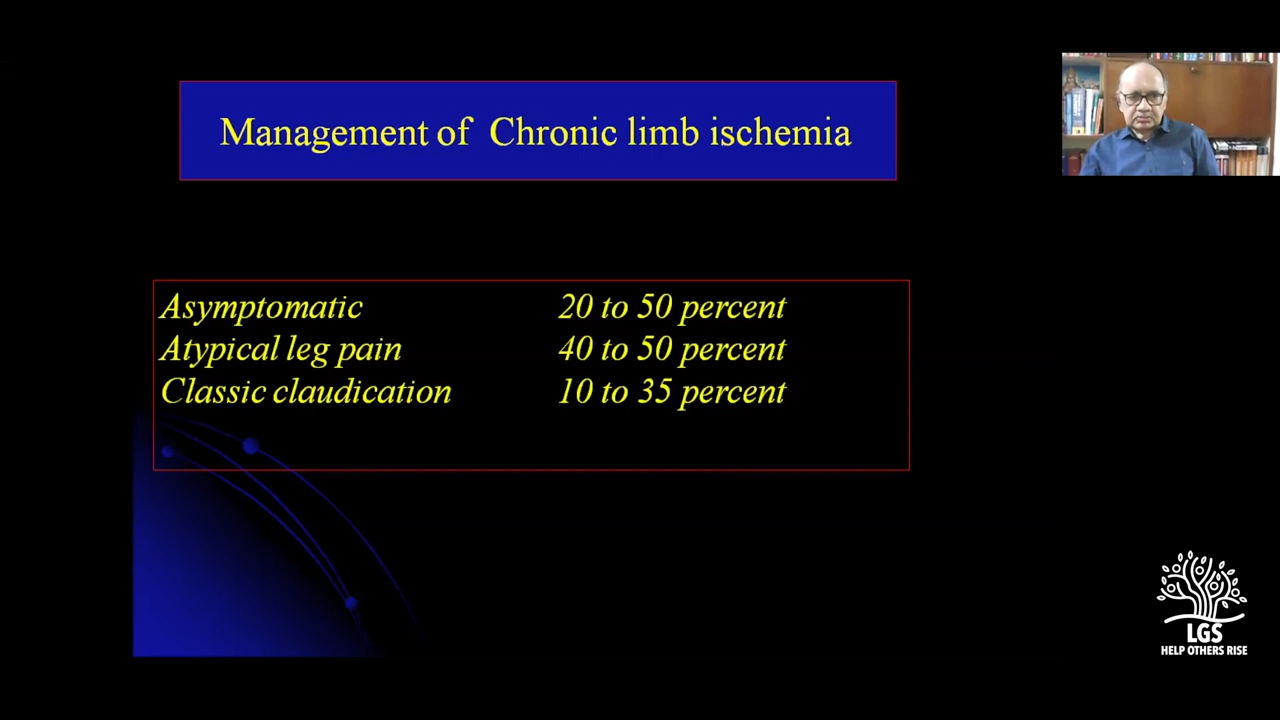 Management of Chronic limb ischemia
Asymptomatic 20 to 50 percent
Atypical leg pain 40 to 50 percent
Classic claudication 10 to 35 percent
LGS
HELP OTHERS RISE